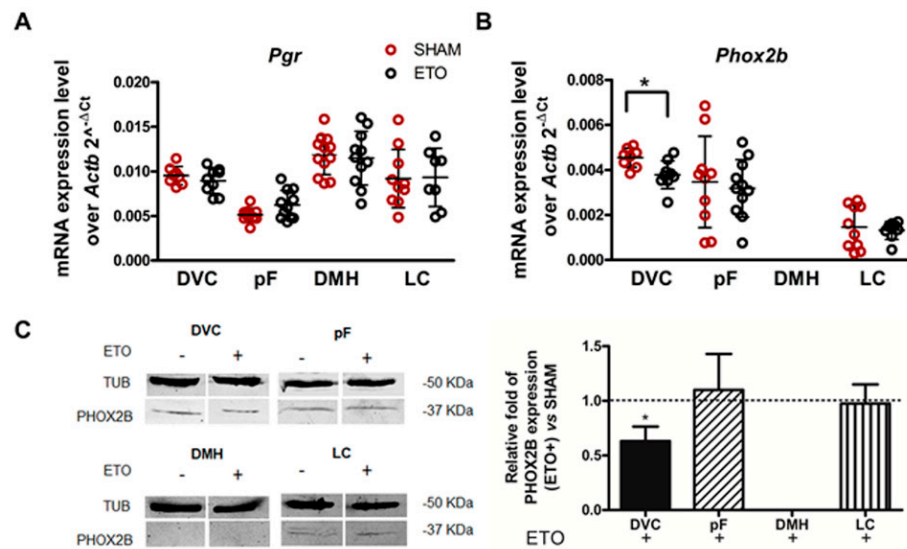 A
Pgr
SHAM
ETO
mRNA expression level
over Actb 2^-ΔCt
0.015
0.010
0.005
0.000
DVC pF DMH LC
B
Phox2b
*
mRNA expression level
over Actb 2^-ΔCt
0.008
0.006
0.004
0.002
0.000
DVC pF DMH LC
C
DVC pF
ETO - + - +
TUB -50 KDa
PHOX2B -37 KDa
DMH LC
ETO - + - +
TUB -50 KDa
PHOX2B -37 KDa
Relative fold of
PHOX2B expression
(ETO+) vs SHAM
1.5
1.0
0.5
0.0
*
DVC pF DMH LC
ETO + + + +